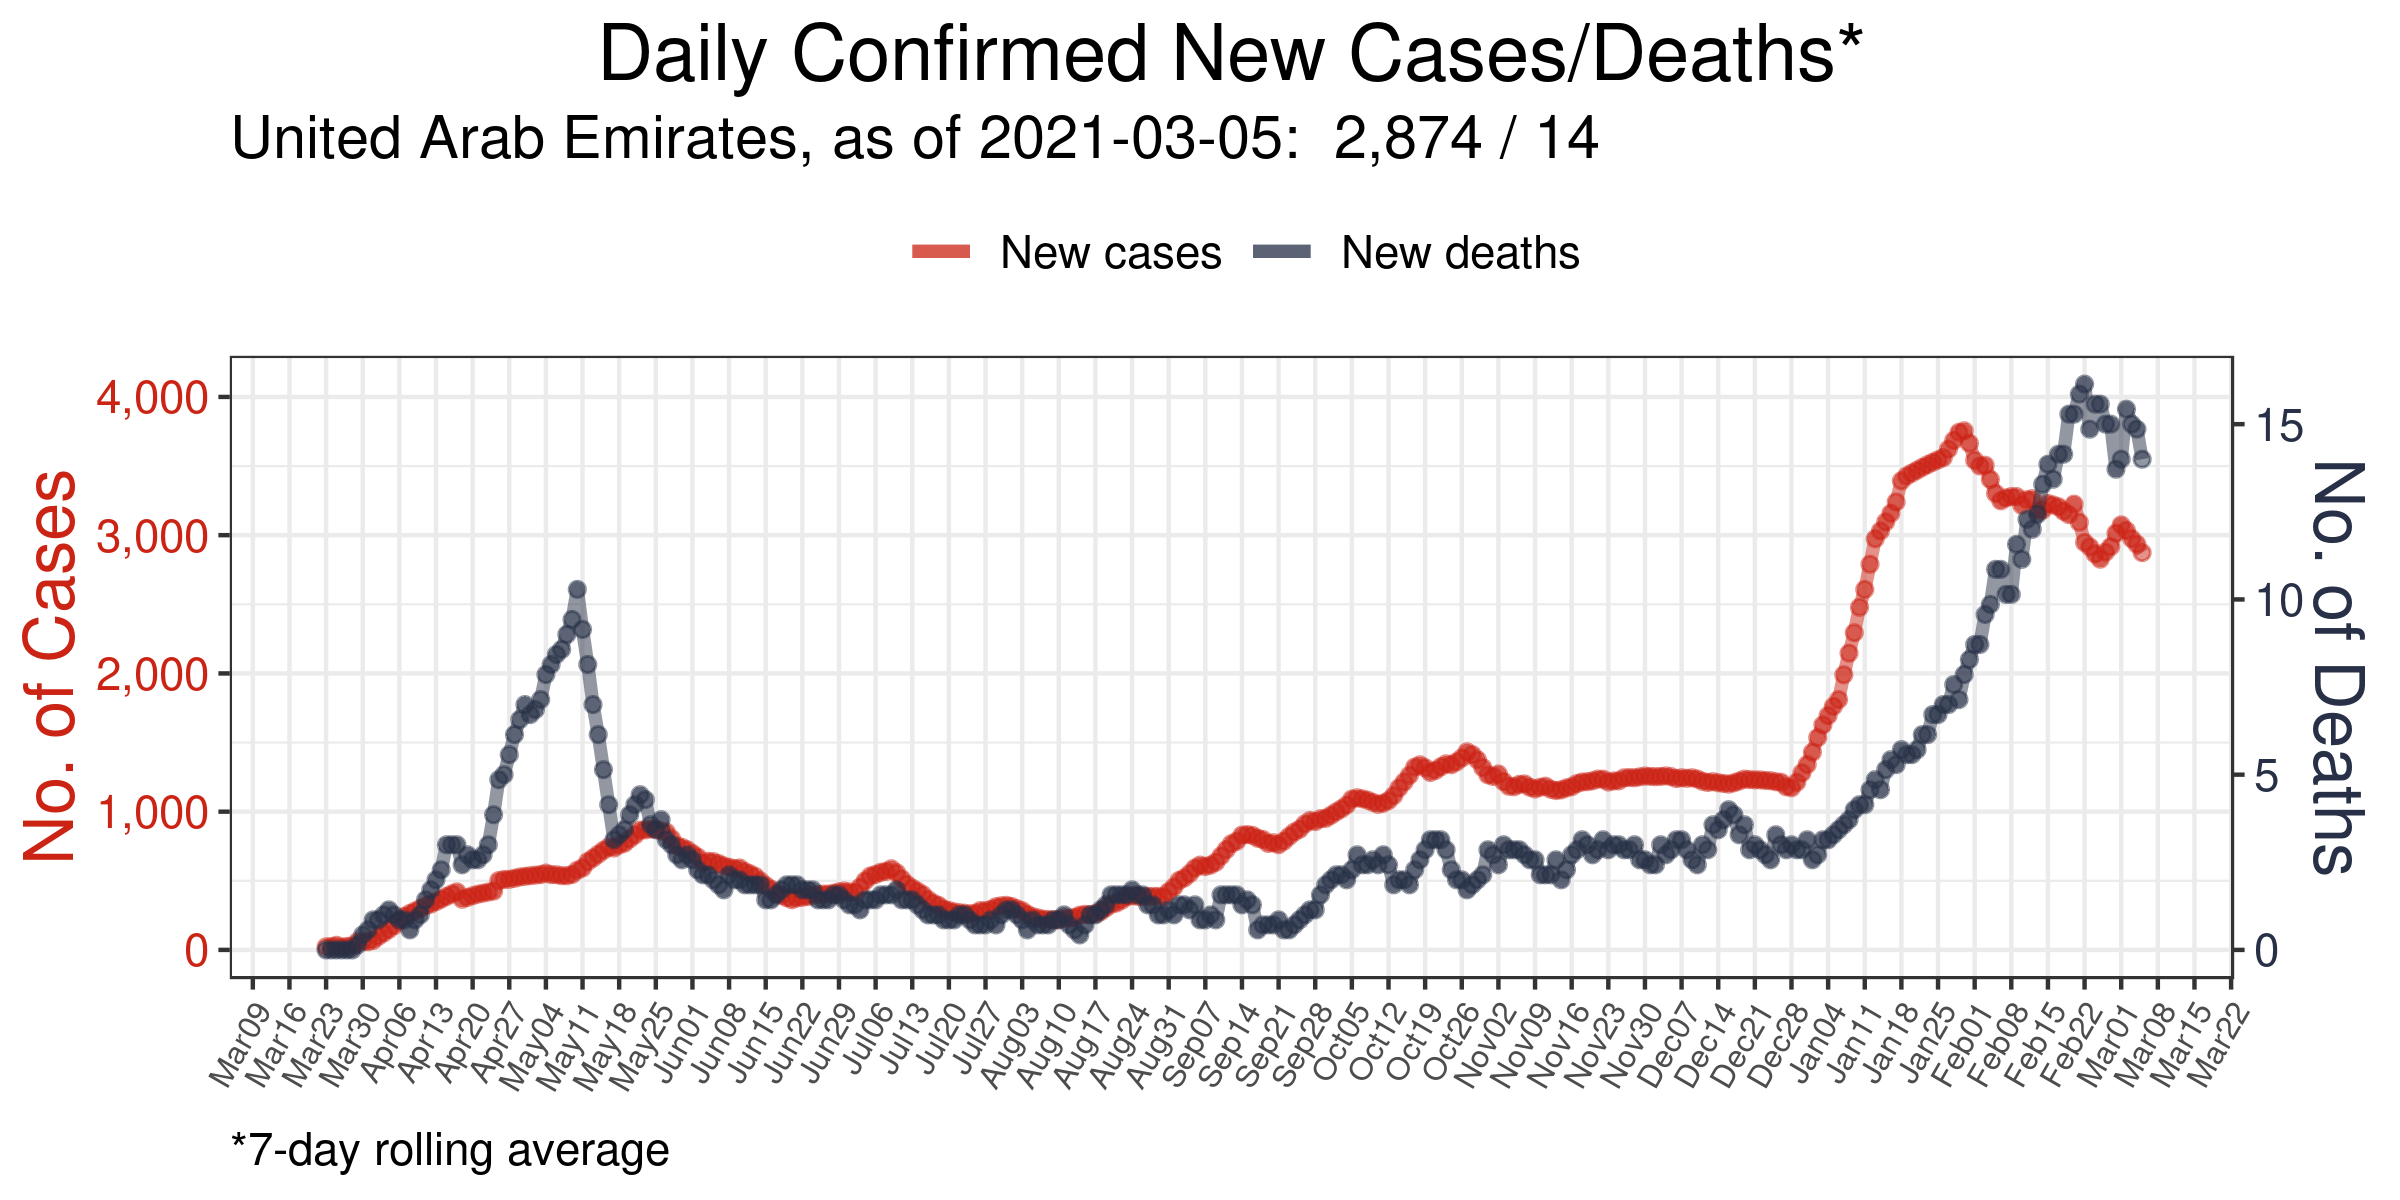 Daily Confirmed New Cases/Deaths*
United Arab Emirates, as of 2021-03-05:  2,874 / 14
New cases New deaths
No. of Cases
4,000
3,000
2,000
1,000
0
15
10
5
0
No. of Deaths
Mar09 Mar16 Mar23 Mar30 Apr06 Apr13 Apr20 Apr27 May04 May11 May18 May25 Jun01 Jun08 Jun15 Jun22 Jun29 Jul06 Jul13 Jul20 Jul27 Aug03 Aug10 Aug17 Aug24 Aug31 Sep07 Sep14 Sep21 Sep28 Oct05 Oct12 Oct19 Oct26 Nov02 Nov09 Nov16 Nov23 Nov30 Dec07 Dec14 Dec21 Dec28 Jan04 Jan11 Jan18 Jan25 Feb01 Feb08 Feb15 Feb22 Mar01 Mar08 Mar15 Mar22
*7-day rolling average